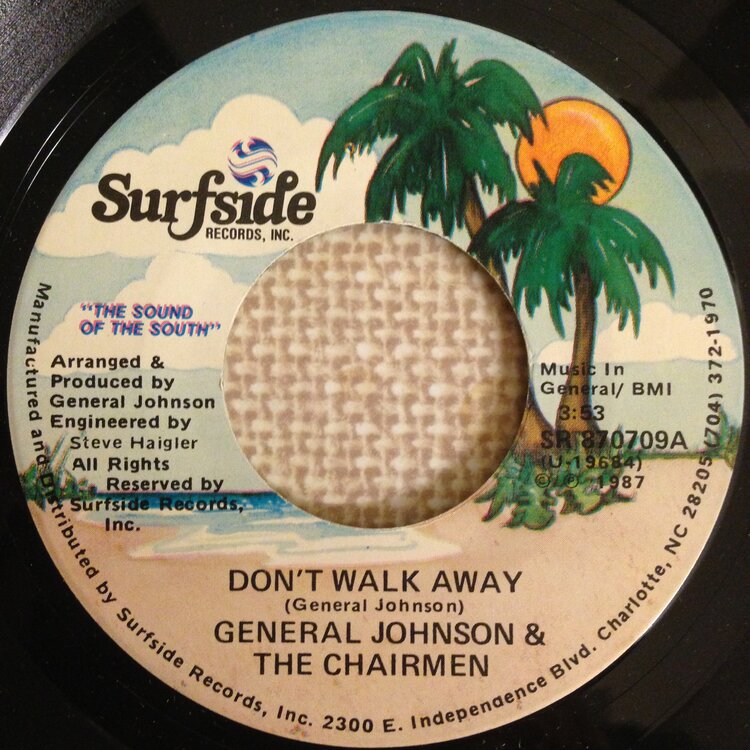 Surfside
RECORDS, INC.
"THE SOUND
OF THE SOUTH"
Arranged &
Produced by
General Johnson
Engineered by
Steve Haigler
All Rights
Reserved by
Surfside Records,
Inc.
Music In
General/ BMI
3:53
SR 870709A
(U-19684)
© ℗ 1987
DON'T WALK AWAY
(General Johnson)
GENERAL JOHNSON &
THE CHAIRMEN
Manufactured and Distributed by Surfside Records, Inc. 2300 E. Independence Blvd. Charlotte, NC 28205 (704) 372-1970